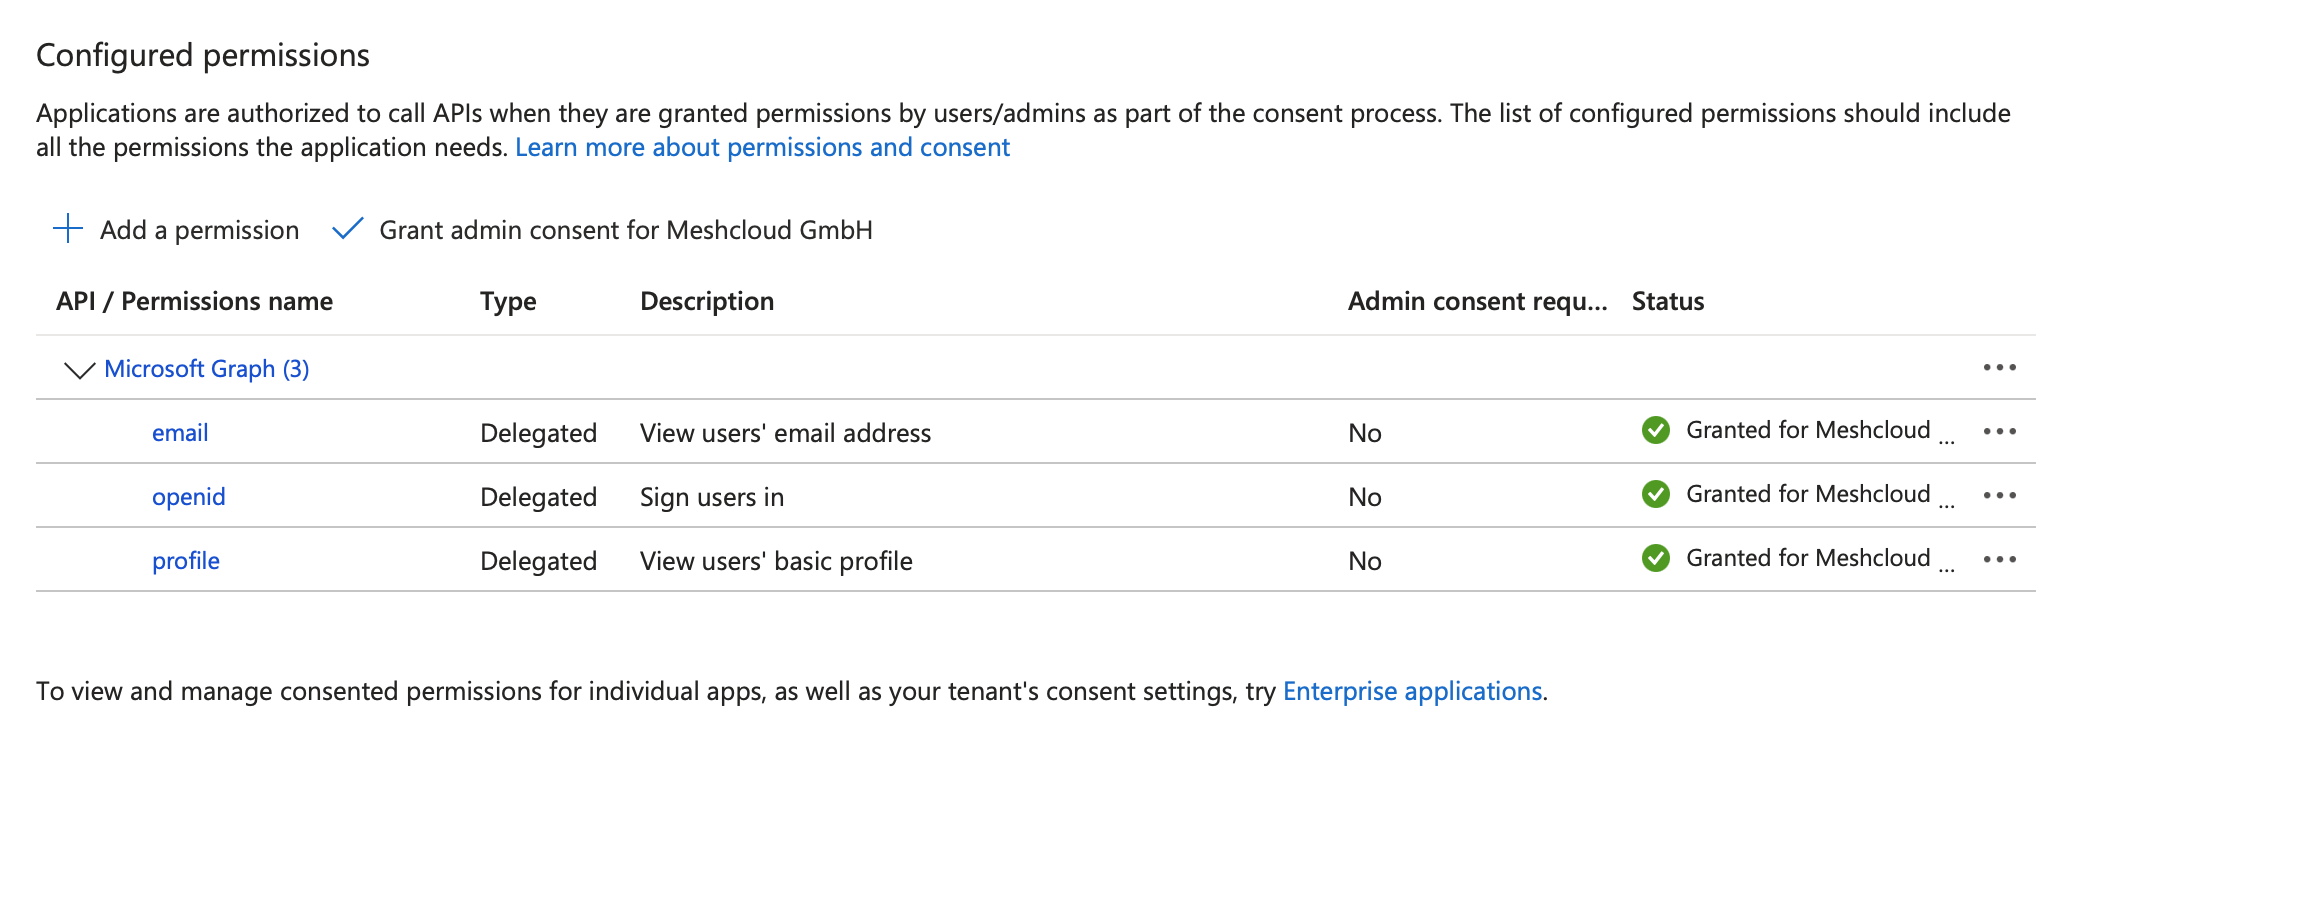 Configured permissions
Applications are authorized to call APIs when they are granted permissions by users/admins as part of the consent process. The list of configured permissions should include
all the permissions the application needs. Learn more about permissions and consent
Add a permission Grant admin consent for Meshcloud GmbH
API / Permissions name Type Description Admin consent requ... Status
Microsoft Graph (3)
email Delegated View users' email address No Granted for Meshcloud ...
openid Delegated Sign users in No Granted for Meshcloud ...
profile Delegated View users' basic profile No Granted for Meshcloud ...
To view and manage consented permissions for individual apps, as well as your tenant's consent settings, try Enterprise applications.